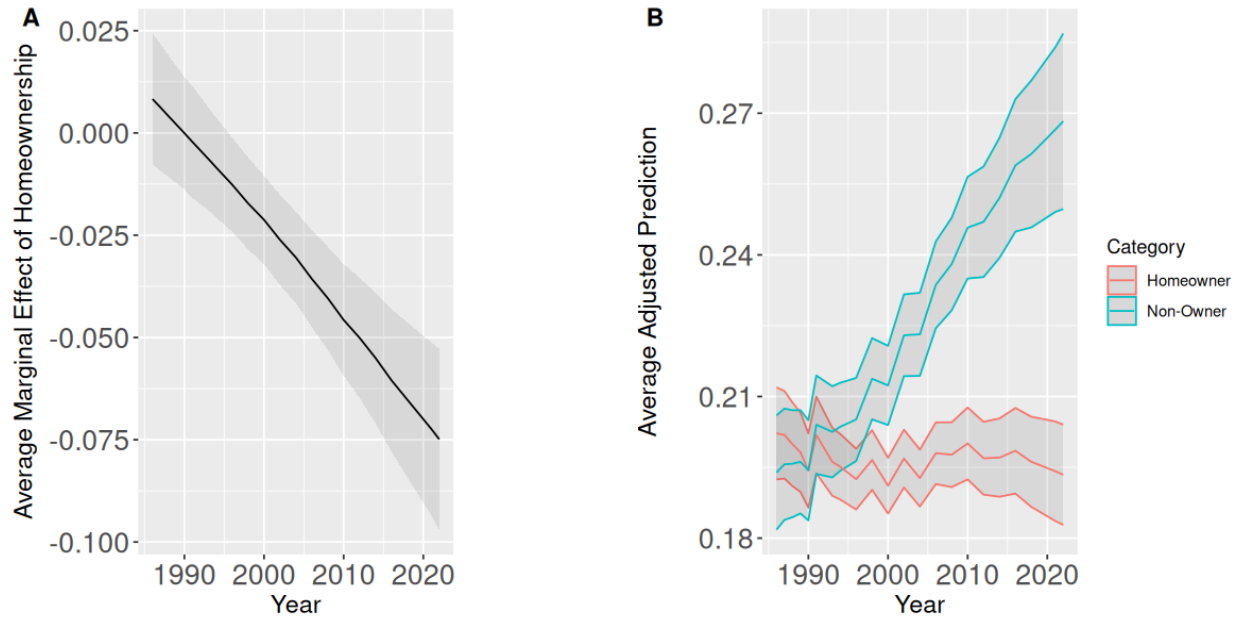 A
Average Marginal Effect of Homeownership
0.025
0.000
-0.025
-0.050
-0.075
-0.100
1990 2000 2010 2020
Year
B
Average Adjusted Prediction
0.27
0.24
0.21
0.18
1990 2000 2010 2020
Year
Category
Homeowner
Non-Owner